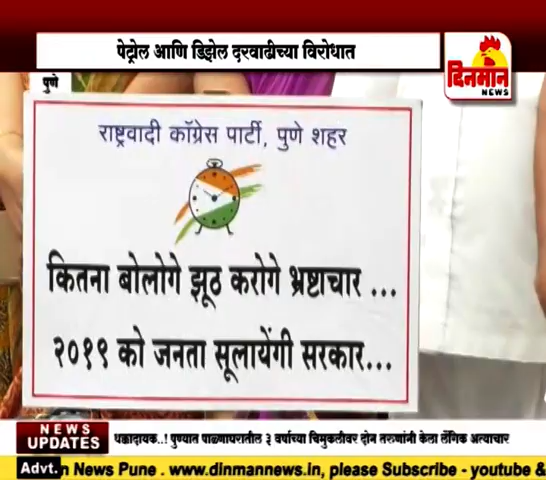 पेट्रोल आणि डिझेल दरवाढीच्या विरोधात
दिनमान
NEWS
पुणे
राष्ट्रवादी काँग्रेस पार्टी, पुणे शहर
कितना बोलोगे झूठ करोगे भ्रष्टाचार ...
२०१९ को जनता सूलायेंगी सरकार...
NEWS
UPDATES
धक्कादायक..! पुण्यात पाळणाघरातील ३ वर्षाच्या चिमुकलीवर दोन तरुणांनी केला लैंगिक अत्याचार
Advt.
n News Pune . www.dinmannews.in, please Subscribe - youtube &